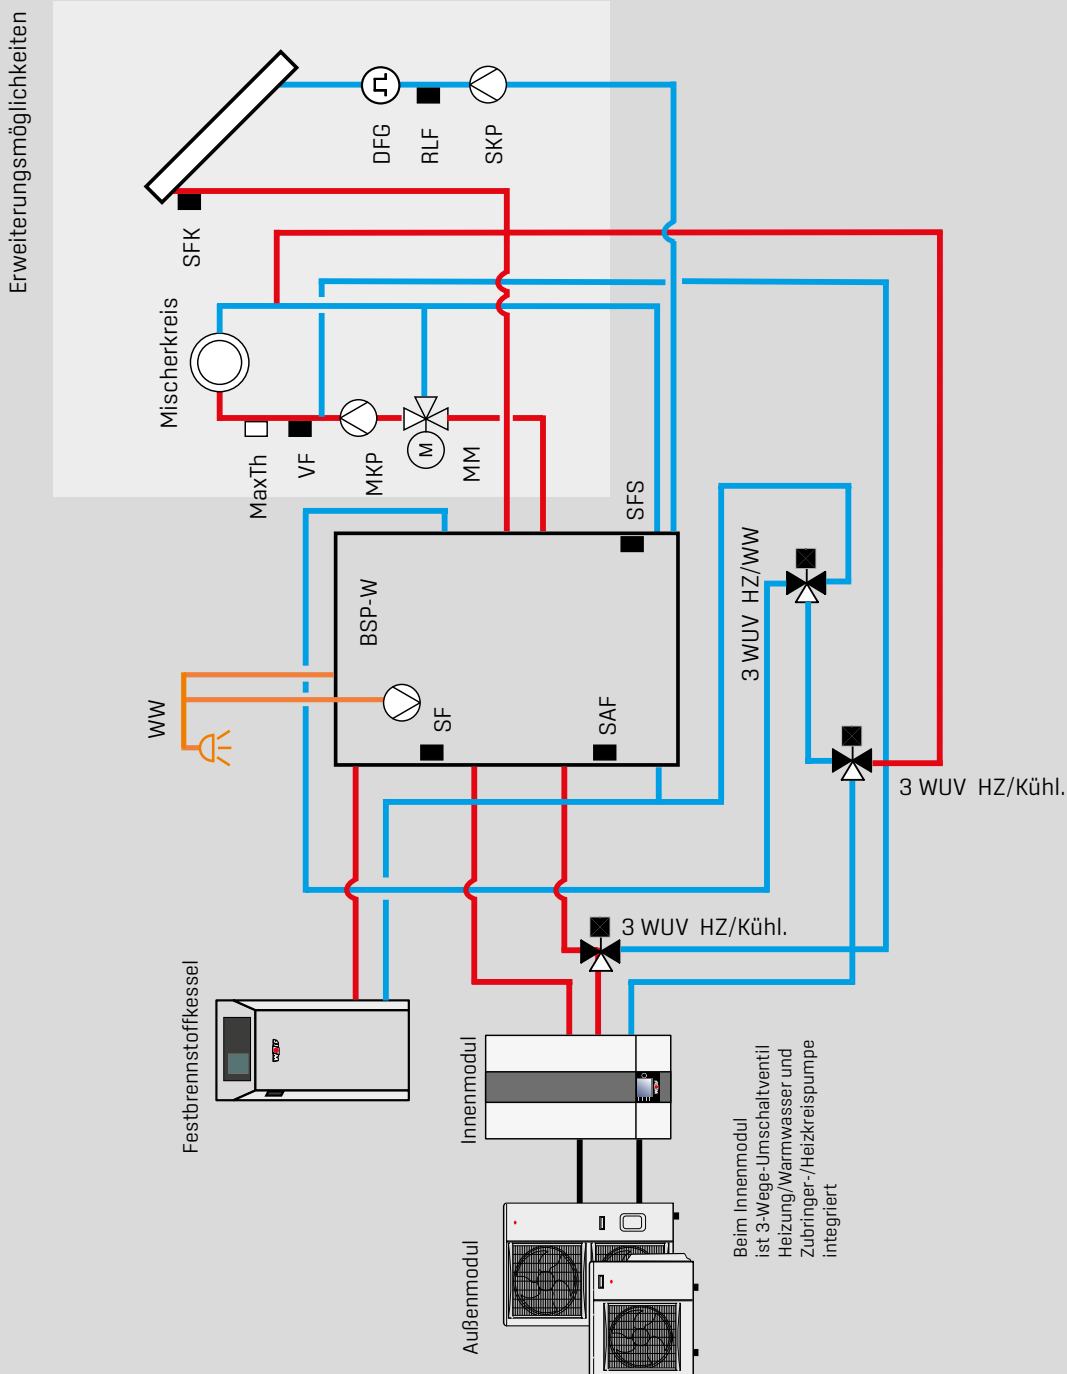 Erweiterungsmöglichkeiten
DFG
RLF
SKP
SFK
Mischerkreis
MaxTh
VF
MKP
M
MM
SFS
BSP-W
3 WUV HZ/WW
WW
SF
SAF
3 WUV HZ/Kühl.
3 WUV HZ/Kühl.
Festbrennstoffkessel
WOLF
Innenmodul
WOLF
Außenmodul
Beim Innenmodul
ist 3-Wege-Umschaltventil
Heizung/Warmwasser und
Zubringer-/Heizkreispumpe
integriert